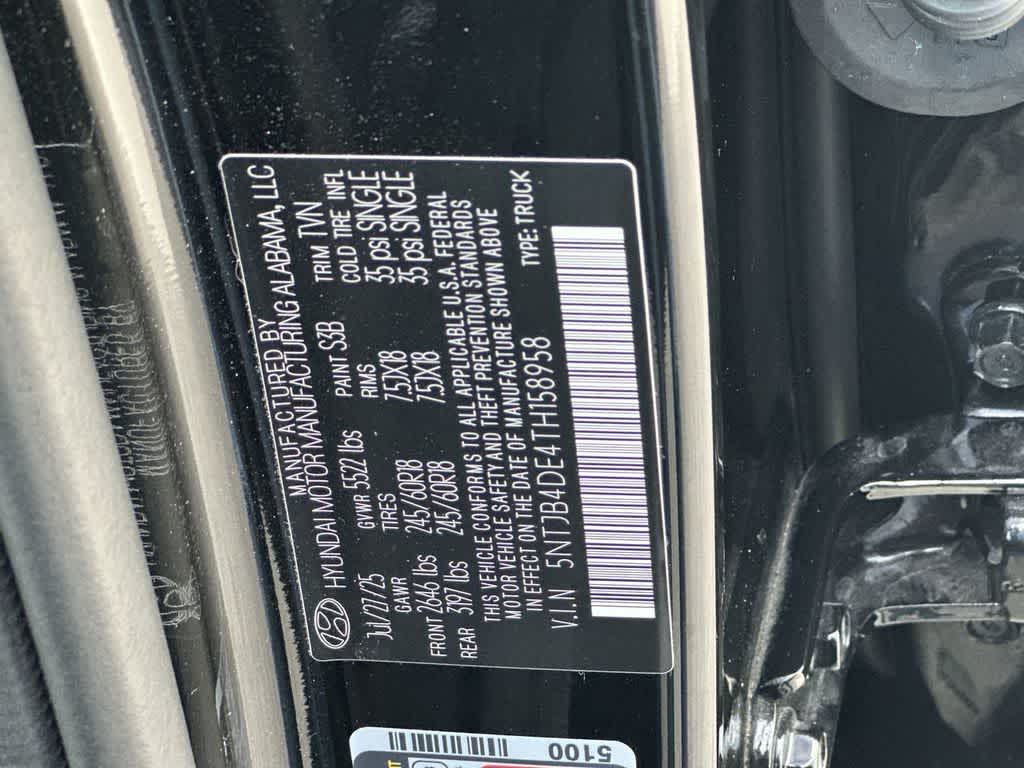 MANUFACTURED BY
HYUNDAI MOTOR MANUFACTURING ALABAMA, LLC
Jul/21/25 GVWR 5522 lbs PAINT S3B TRIM TVN
GAWR TIRES RIMS COLD TIRE INFL
FRONT 2646 lbs 245/60R18 7.5JX18 35 psi SINGLE
REAR 3197 lbs 245/60R18 7.5JX18 35 psi SINGLE
THIS VEHICLE CONFORMS TO ALL APPLICABLE U.S.A. FEDERAL
MOTOR VEHICLE SAFETY AND THEFT PREVENTION STANDARDS
IN EFFECT ON THE DATE OF MANUFACTURE SHOWN ABOVE
V.I.N 5NTJB4DE4TH158958 TYPE: TRUCK
5100